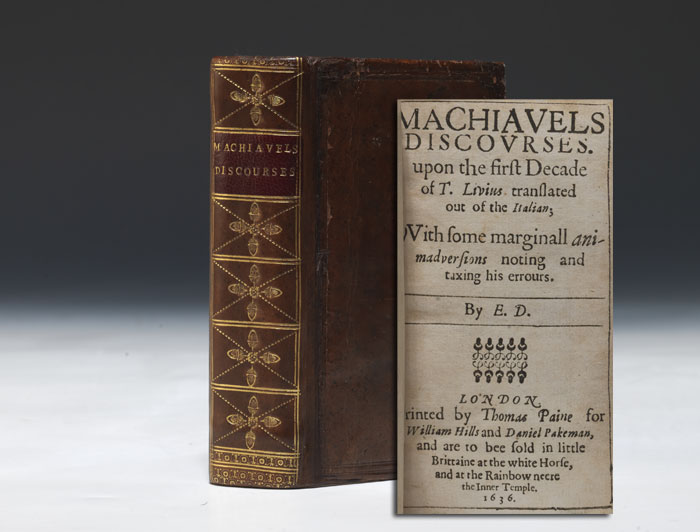 MACHIAVELS
DISCOURSES
MACHIAVELS
DISCOVRSES.
upon the firſt Decade
of T. Livius tranſlated
out of the Italian;
With ſome marginall ani-
madverſions noting and
taxing his errours.
By E. D.
LONDON
rinted by Thomas Paine for
William Hills and Daniel Pakeman,
and are to bee ſold in little
Brittaine at the white Horſe,
and at the Rainbow neere
the Inner Temple.
1636.